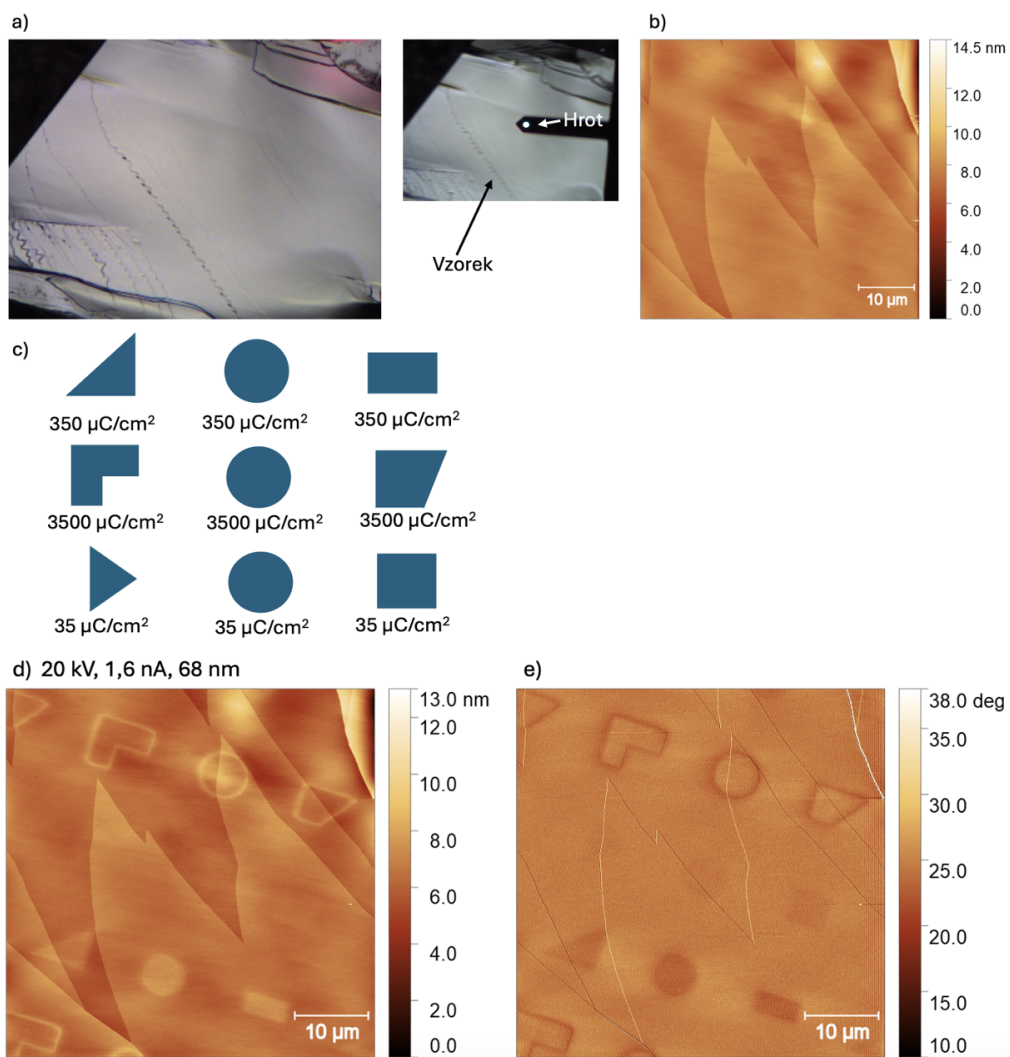 a)
b)
Hrot
Vzorek
14.5 nm
12.0
10.0
8.0
6.0
4.0
2.0
0.0
10 µm
c)
350 µC/cm²
350 µC/cm²
350 µC/cm²
3500 µC/cm²
3500 µC/cm²
3500 µC/cm²
35 µC/cm²
35 µC/cm²
35 µC/cm²
d) 20 kV, 1,6 nA, 68 nm
e)
13.0 nm
12.0
10.0
8.0
6.0
4.0
2.0
0.0
10 µm
38.0 deg
35.0
30.0
25.0
20.0
15.0
10.0
10 µm